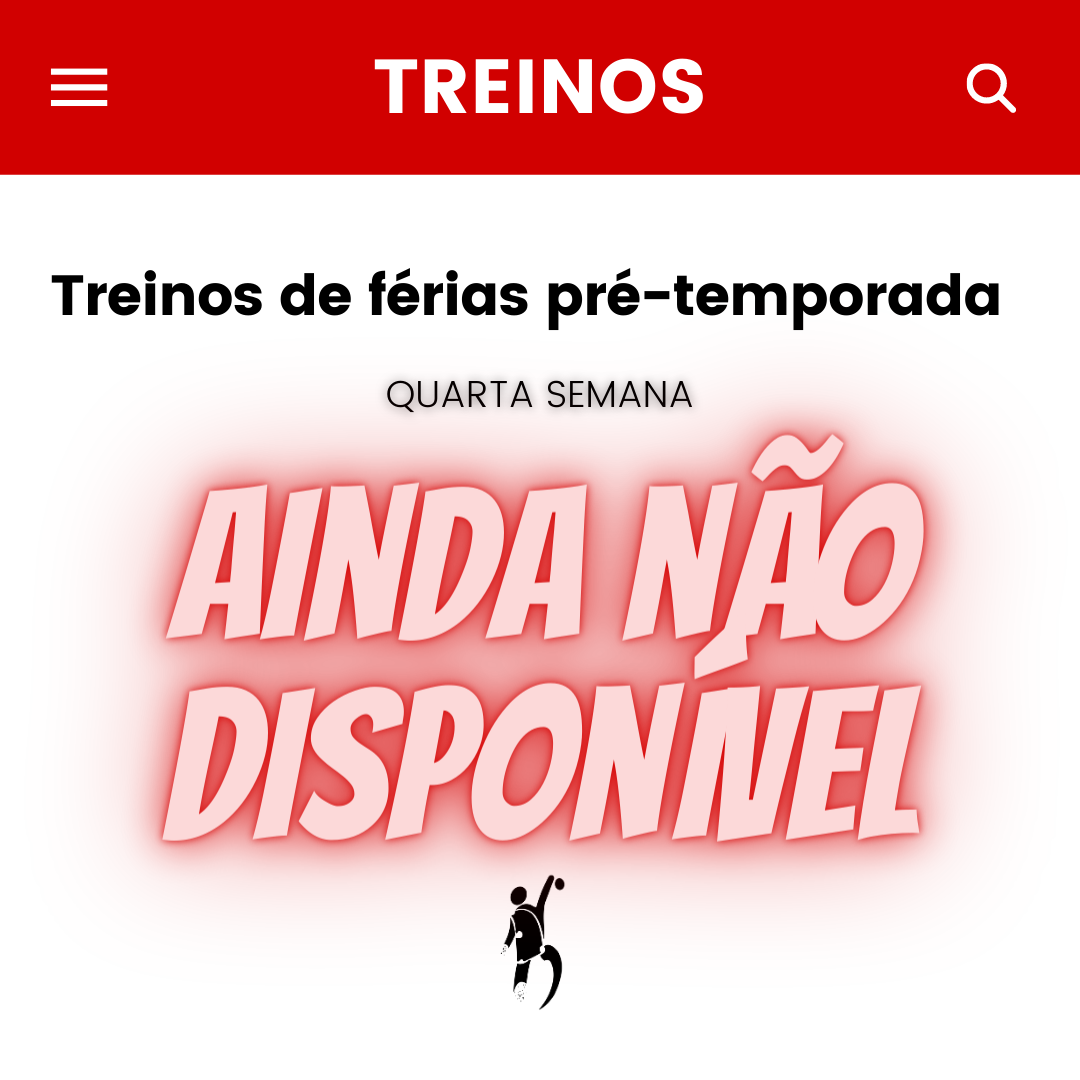 TREINOS
Treinos de férias pré-temporada
QUARTA SEMANA
AINDA NÃO
DISPONÍVEL